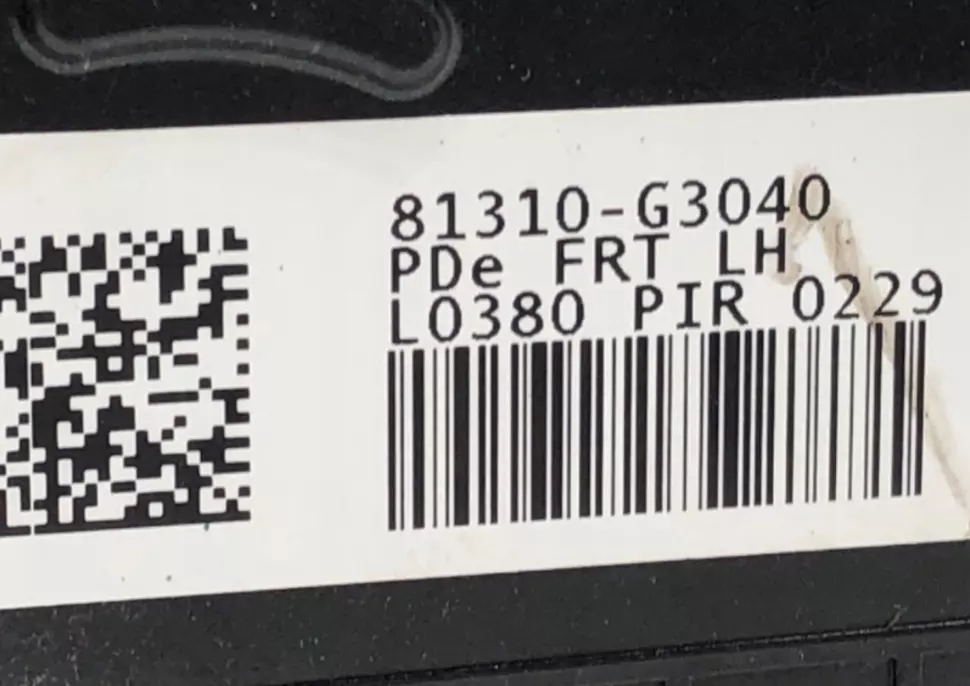 81310-G3040
PDe FRT LH
L0380 PIR 0229